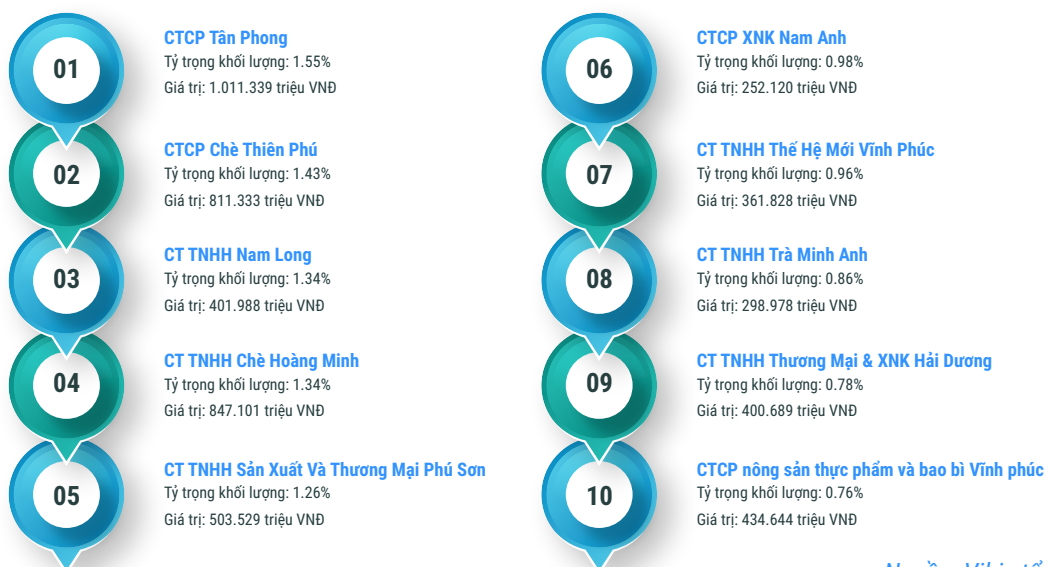 01
CTCP Tân Phong
Tỷ trọng khối lượng: 1.55%
Giá trị: 1.011.339 triệu VNĐ
02
CTCP Chè Thiên Phú
Tỷ trọng khối lượng: 1.43%
Giá trị: 811.333 triệu VNĐ
03
CT TNHH Nam Long
Tỷ trọng khối lượng: 1.34%
Giá trị: 401.988 triệu VNĐ
04
CT TNHH Chè Hoàng Minh
Tỷ trọng khối lượng: 1.34%
Giá trị: 847.101 triệu VNĐ
05
CT TNHH Sản Xuất Và Thương Mại Phú Sơn
Tỷ trọng khối lượng: 1.26%
Giá trị: 503.529 triệu VNĐ
06
CTCP XNK Nam Anh
Tỷ trọng khối lượng: 0.98%
Giá trị: 252.120 triệu VNĐ
07
CT TNHH Thế Hệ Mới Vĩnh Phúc
Tỷ trọng khối lượng: 0.96%
Giá trị: 361.828 triệu VNĐ
08
CT TNHH Trà Minh Anh
Tỷ trọng khối lượng: 0.86%
Giá trị: 298.978 triệu VNĐ
09
CT TNHH Thương Mại & XNK Hải Dương
Tỷ trọng khối lượng: 0.78%
Giá trị: 400.689 triệu VNĐ
10
CTCP nông sản thực phẩm và bao bì Vĩnh phúc
Tỷ trọng khối lượng: 0.76%
Giá trị: 434.644 triệu VNĐ